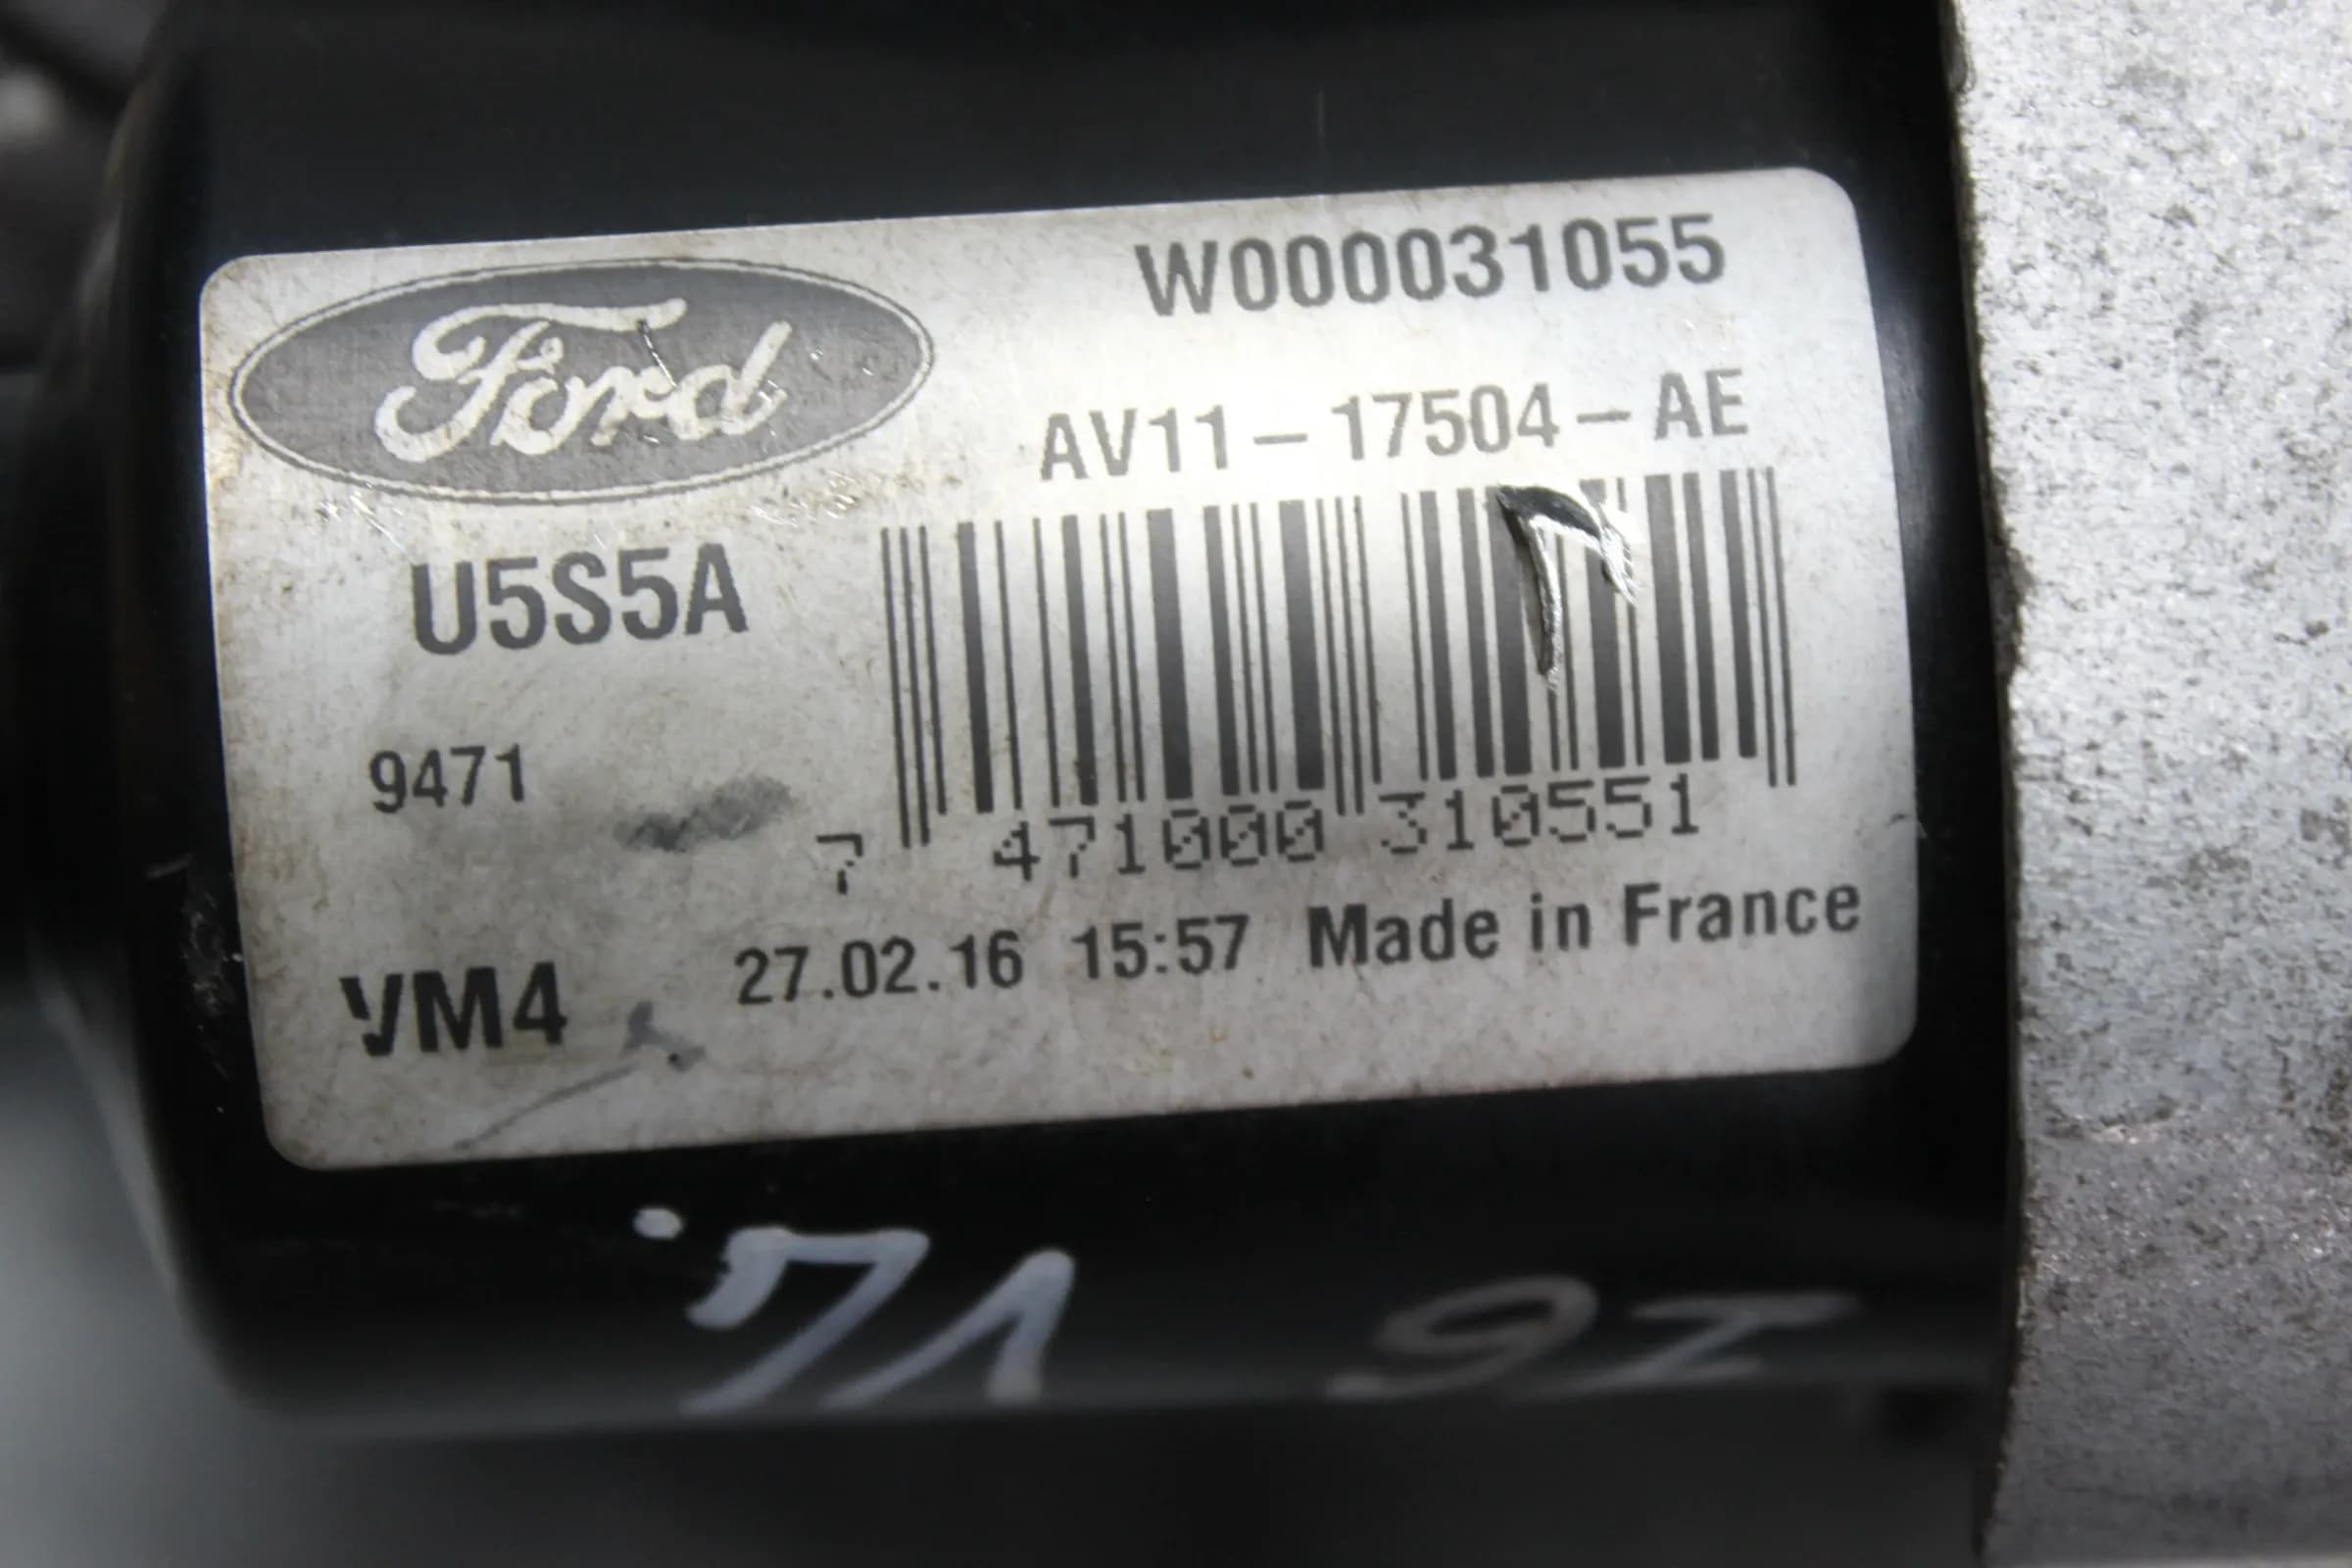 W000031055
Ford
AV11-17504-AE
U5S5A
9471
7 471000 310551
VM4 27.02.16 15:57 Made in France